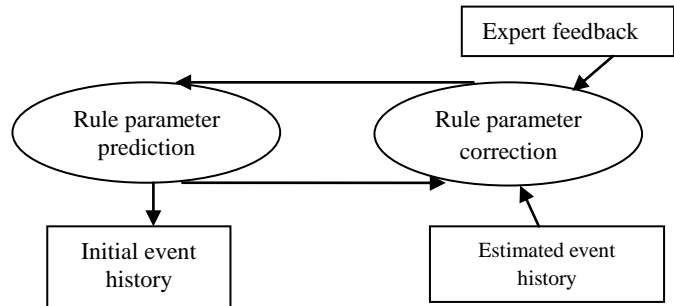 Expert feedback
Rule parameter
prediction
Rule parameter
correction
Initial event
history
Estimated event
history